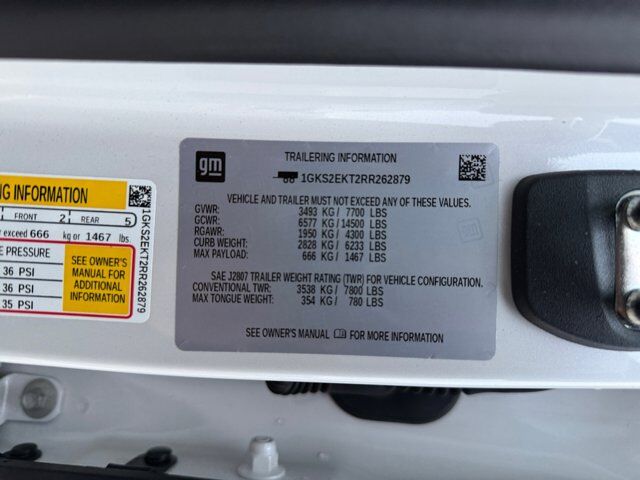 NG INFORMATION
FRONT 2 REAR 5
exceed 666 kg or 1467 lbs
E PRESSURE
36 PSI
36 PSI
35 PSI
SEE OWNER'S
MANUAL FOR
ADDITIONAL
INFORMATION
1GKS2EKT2RR262879
gm
TRAILERING INFORMATION
1GKS2EKT2RR262879
VEHICLE AND TRAILER MUST NOT EXCEED ANY OF THESE VALUES.
GVWR: 3493 KG/ 7700 LBS
GCWR: 6577 KG/ 14500 LBS
RGAWR: 1950 KG/ 4300 LBS
CURB WEIGHT: 2828 KG/ 6233 LBS
MAX PAYLOAD: 666 KG/ 1467 LBS
SAE J2807 TRAILER WEIGHT RATING (TWR) FOR VEHICLE CONFIGURATION.
CONVENTIONAL TWR: 3538 KG/ 7800 LBS
MAX TONGUE WEIGHT: 354 KG/ 780 LBS
SEE OWNER'S MANUAL FOR MORE INFORMATION